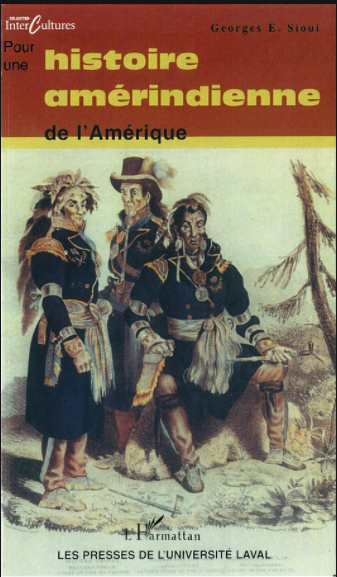 COLLECTION
InterCultures
Georges E. Sioui
Pour
une
histoire
amérindienne
de l'Amérique
L'Harmattan
LES PRESSES DE L'UNIVERSITÉ LAVAL